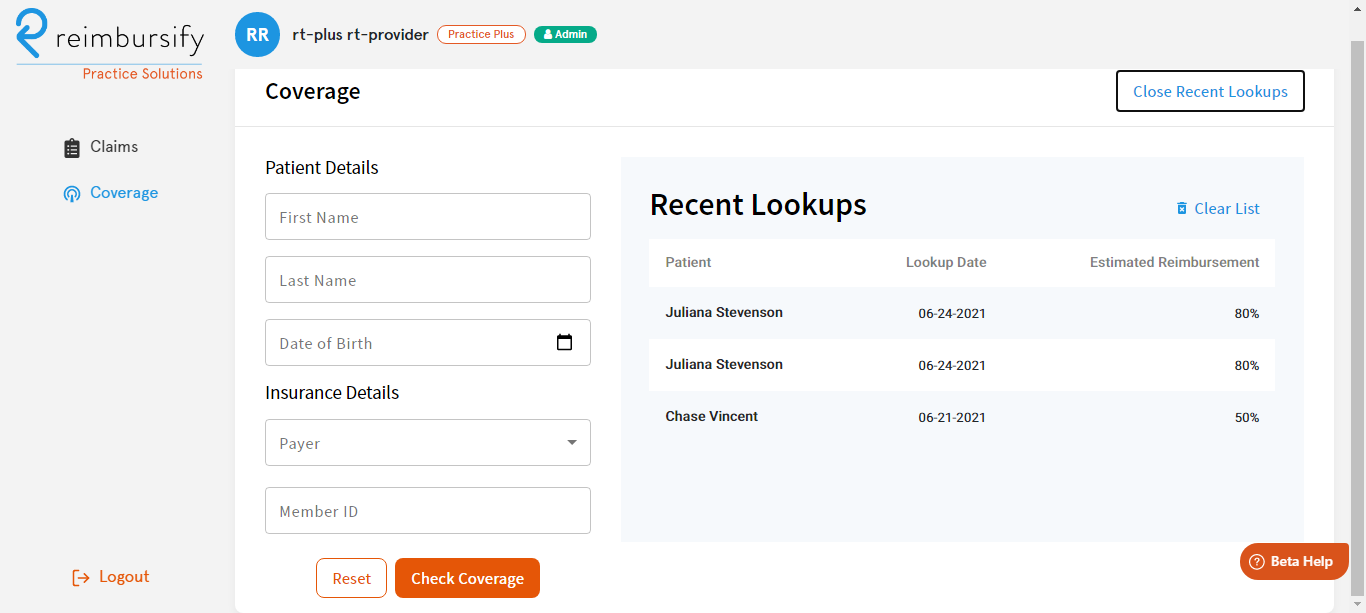 reimbursify
Practice Solutions
RR
rt-plus rt-provider
Practice Plus
Admin
Claims
Coverage
Logout
Coverage
Close Recent Lookups
Patient Details
First Name
Last Name
Date of Birth
Insurance Details
Payer
Member ID
Reset
Check Coverage
Recent Lookups
Clear List
Patient Lookup Date Estimated Reimbursement
Juliana Stevenson 06-24-2021 80%
Juliana Stevenson 06-24-2021 80%
Chase Vincent 06-21-2021 50%
? Beta Help